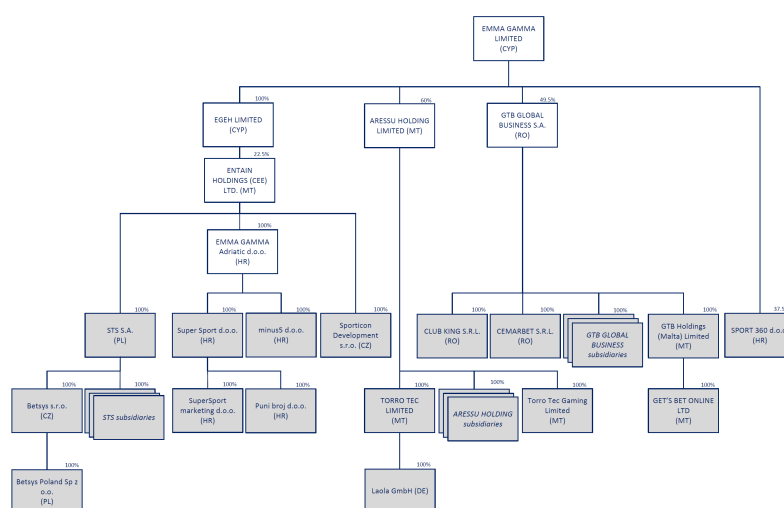 EMMA GAMMA
LIMITED
(CYP)
100%
60%
49.5%
EGEH LIMITED
(CYP)
ARESSU HOLDING
LIMITED (MT)
GTB GLOBAL
BUSINESS S.A.
(RO)
22.5%
ENTAIN
HOLDINGS (CEE)
LTD. (MT)
100%
EMMA GAMMA
Adriatic d.o.o.
(HR)
100%
100%
100%
100%
100%
100%
100%
100%
37.5%
STS S.A.
(PL)
Super Sport d.o.o.
(HR)
minus5 d.o.o.
(HR)
Sporticon
Development
s.r.o. (CZ)
CLUB KING S.R.L.
(RO)
CEMARBET S.R.L.
(RO)
GTB GLOBAL
BUSINESS
subsidiaries
GTB Holdings
(Malta) Limited
(MT)
SPORT 360 d.o.o.
(HR)
100%
100%
100%
100%
100%
100%
100%
100%
Betsys s.r.o.
(CZ)
STS subsidiaries
SuperSport
marketing d.o.o.
(HR)
Puni broj d.o.o.
(HR)
TORRO TEC
LIMITED
(MT)
ARESSU HOLDING
subsidiaries
Torro Tec Gaming
Limited
(MT)
GET'S BET ONLINE
LTD
(MT)
100%
100%
Betsys Poland Sp z
o.o.
(PL)
Laola GmbH (DE)